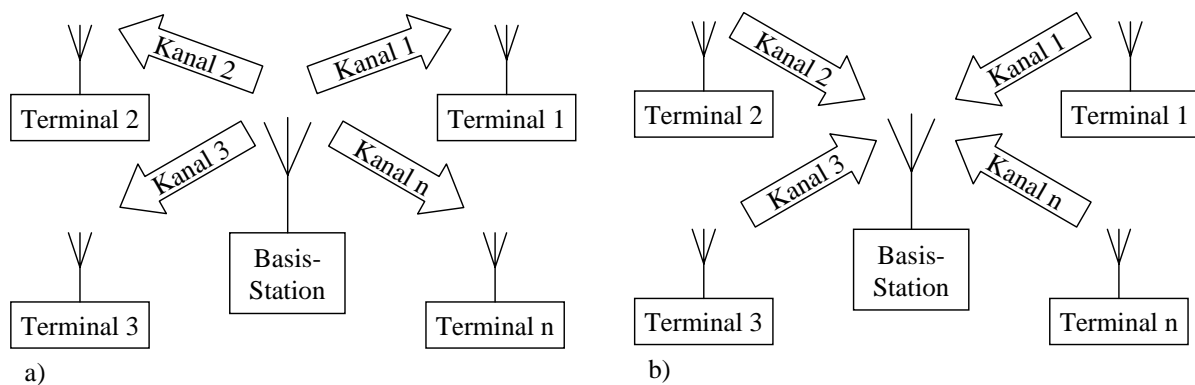 Kanal 2
Kanal 1
Terminal 2
Terminal 1
Kanal 3
Kanal n
Basis-
Station
Terminal 3
Terminal n
a)
Kanal 2
Kanal 1
Terminal 2
Terminal 1
Kanal 3
Kanal n
Basis-
Station
Terminal 3
Terminal n
b)